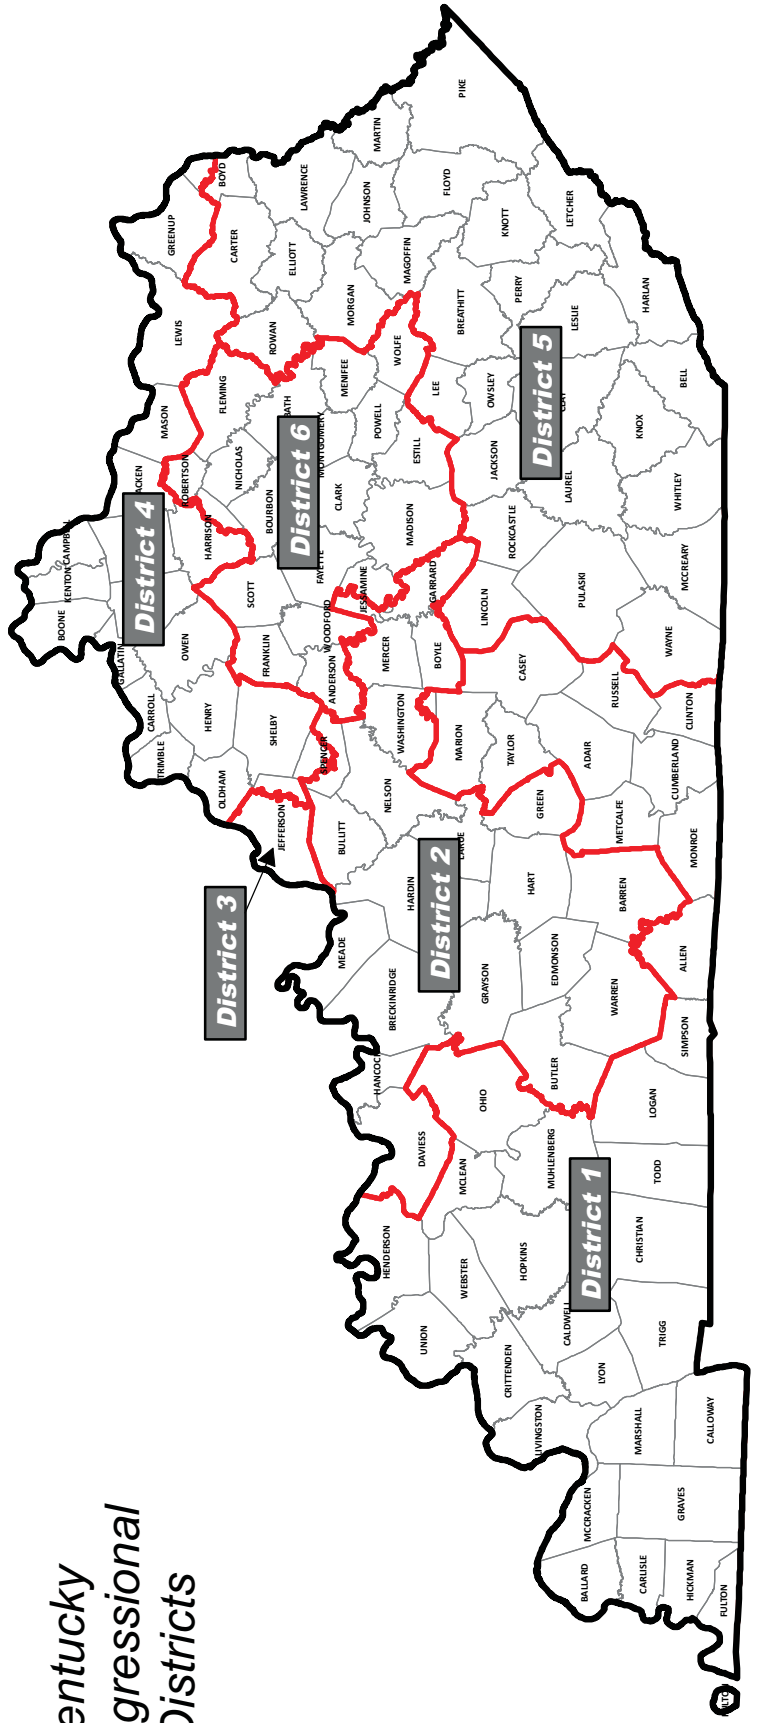 entucky
gressional
Districts
District 1
District 2
District 3
District 4
District 5
District 6
FULTON
FULTON
HICKMAN
CARLISLE
BALLARD
MCCRACKEN
GRAVES
CALLOWAY
MARSHALL
LIVINGSTON
CRITTENDEN
LYON
TRIGG
CALDWELL
UNION
WEBSTER
HENDERSON
HOPKINS
CHRISTIAN
TODD
MUHLENBERG
MCLEAN
DAVIESS
OHIO
LOGAN
HANCOCK
BUTLER
SIMPSON
WARREN
ALLEN
EDMONSON
GRAYSON
BRECKINRIDGE
MEADE
HARDIN
HART
BARREN
MONROE
METCALFE
GREEN
LARUE
BULLITT
JEFFERSON
NELSON
OLDHAM
SPENCER
SHELBY
HENRY
TRIMBLE
CARROLL
WASHINGTON
MARION
TAYLOR
ADAIR
CUMBERLAND
CLINTON
RUSSELL
CASEY
BOYLE
MERCER
ANDERSON
FRANKLIN
WOODFORD
OWEN
GALLATIN
BOONE
KENTON
CAMPBELL
ACKEN
ROBERTSON
HARRISON
SCOTT
FAYETTE
JESSAMINE
GARRARD
LINCOLN
PULASKI
WAYNE
MCCREARY
ROCKCASTLE
MADISON
CLARK
BOURBON
NICHOLAS
MASON
FLEMING
BATH
MONTGOMERY
POWELL
ESTILL
JACKSON
LAUREL
WHITLEY
KNOX
BELL
OWSLEY
LEE
WOLFE
MENIFEE
ROWAN
LEWIS
GREENUP
CARTER
BOYD
ELLIOTT
LAWRENCE
MORGAN
JOHNSON
MARTIN
MAGOFFIN
FLOYD
PIKE
BREATHITT
KNOTT
PERRY
LESLIE
LETCHER
HARLAN